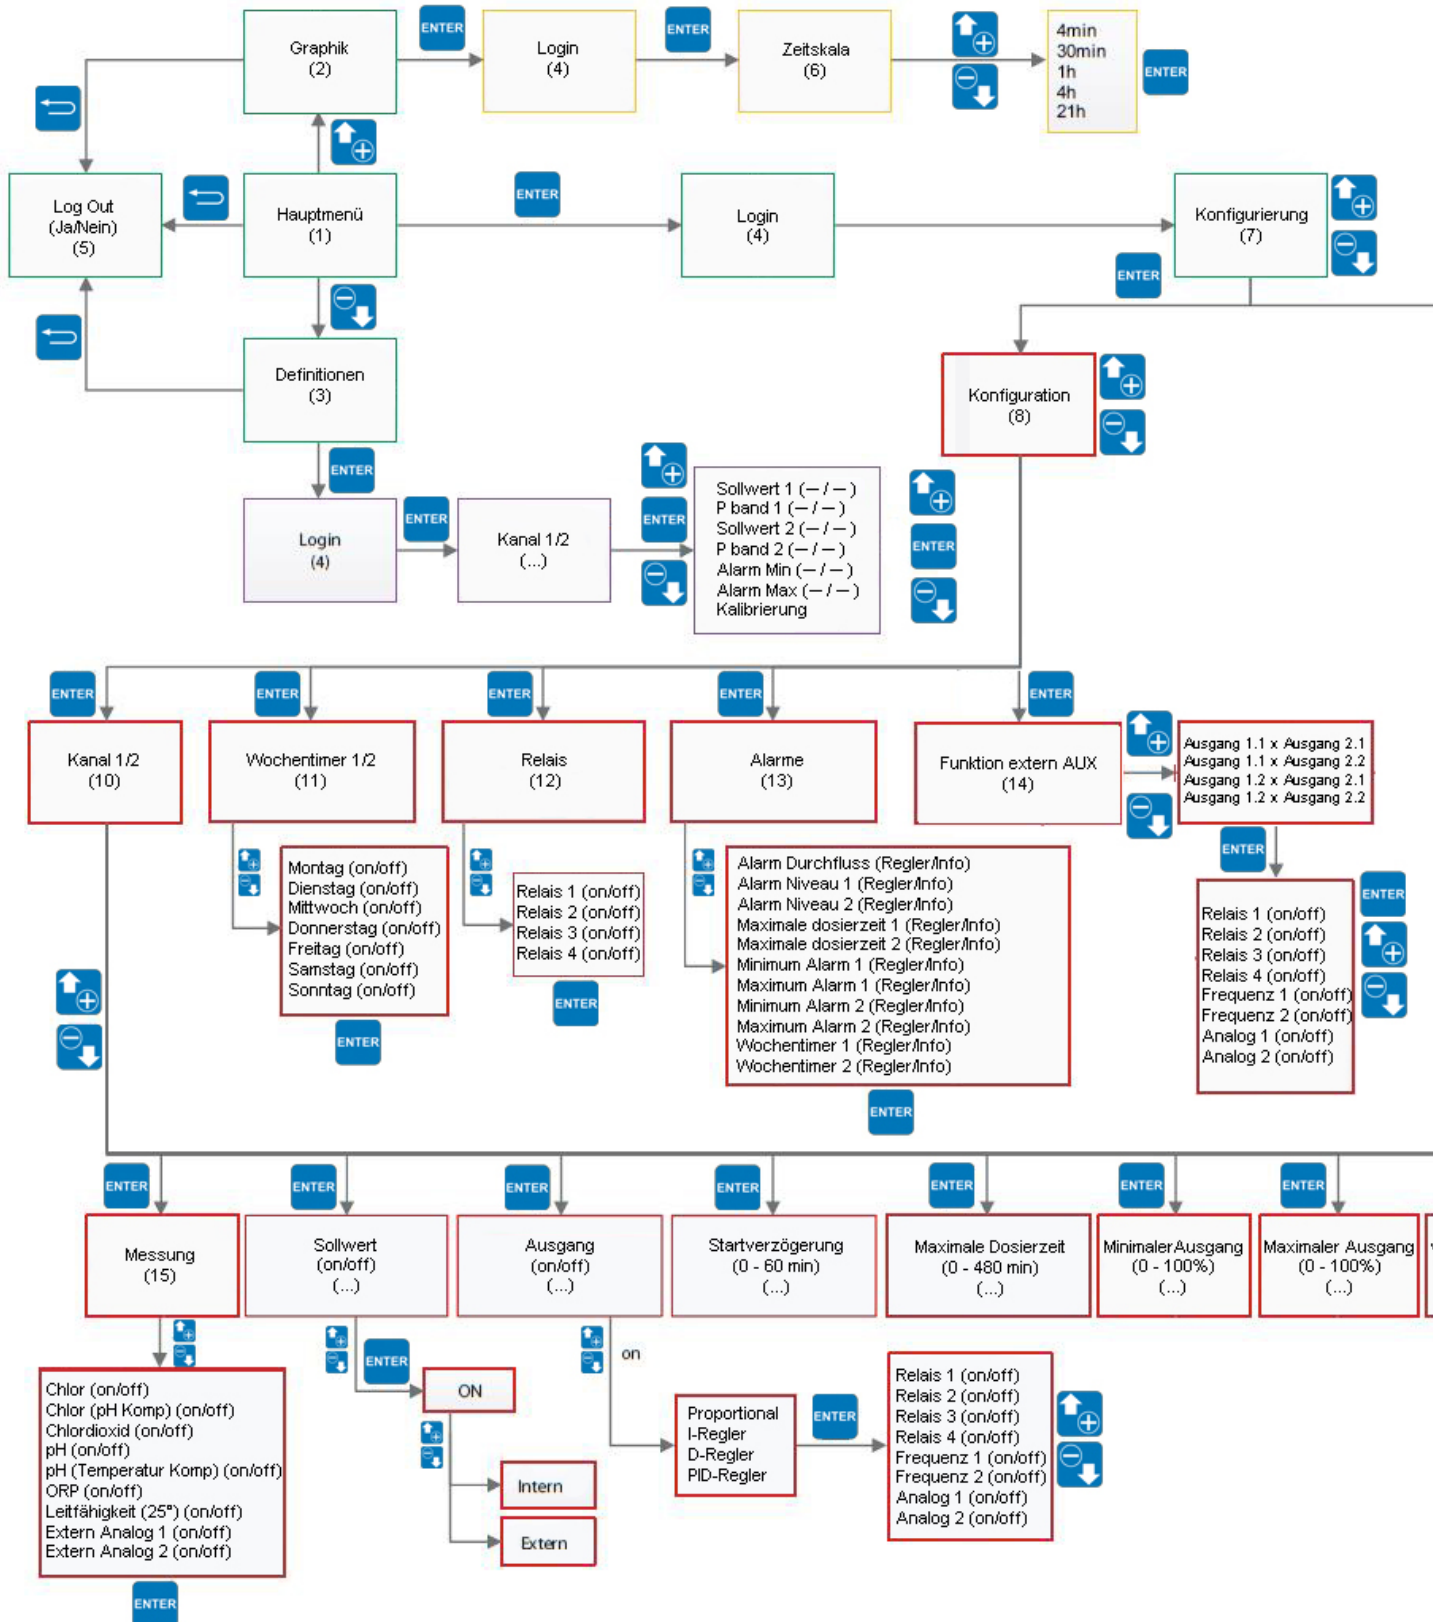 ENTER
ENTER
Graphik
(2)
Login
(4)
Zeitskala
(6)
4min
30min
1h
4h
21h
ENTER
Log Out
(Ja/Nein)
(5)
Hauptmenü
(1)
ENTER
Login
(4)
Konfigurierung
(7)
ENTER
Definitionen
(3)
Konfiguration
(8)
ENTER
Login
(4)
ENTER
Kanal 1/2
(...)
ENTER
Sollwert 1 (– / –)
P band 1 (– / –)
Sollwert 2 (– / –)
P band 2 (– / –)
Alarm Min (– / –)
Alarm Max (– / –)
Kalibrierung
ENTER
ENTER
ENTER
ENTER
ENTER
ENTER
Kanal 1/2
(10)
Wochentimer 1/2
(11)
Relais
(12)
Alarme
(13)
Funktion extern AUX
(14)
Ausgang 1.1 x Ausgang 2.1
Ausgang 1.1 x Ausgang 2.2
Ausgang 1.2 x Ausgang 2.1
Ausgang 1.2 x Ausgang 2.2
ENTER
Montag (on/off)
Dienstag (on/off)
Mittwoch (on/off)
Donnerstag (on/off)
Freitag (on/off)
Samstag (on/off)
Sonntag (on/off)
ENTER
Relais 1 (on/off)
Relais 2 (on/off)
Relais 3 (on/off)
Relais 4 (on/off)
ENTER
Alarm Durchfluss (Regler/Info)
Alarm Niveau 1 (Regler/Info)
Alarm Niveau 2 (Regler/Info)
Maximale dosierzeit 1 (Regler/Info)
Maximale dosierzeit 2 (Regler/Info)
Minimum Alarm 1 (Regler/Info)
Maximum Alarm 1 (Regler/Info)
Minimum Alarm 2 (Regler/Info)
Maximum Alarm 2 (Regler/Info)
Wochentimer 1 (Regler/Info)
Wochentimer 2 (Regler/Info)
ENTER
Relais 1 (on/off)
Relais 2 (on/off)
Relais 3 (on/off)
Relais 4 (on/off)
Frequenz 1 (on/off)
Frequenz 2 (on/off)
Analog 1 (on/off)
Analog 2 (on/off)
ENTER
ENTER
ENTER
ENTER
ENTER
ENTER
ENTER
ENTER
Messung
(15)
Sollwert
(on/off)
(...)
Ausgang
(on/off)
(...)
Startverzögerung
(0 - 60 min)
(...)
Maximale Dosierzeit
(0 - 480 min)
(...)
Minimaler Ausgang
(0 - 100%)
(...)
Maximaler Ausgang
(0 - 100%)
(...)
Chlor (on/off)
Chlor (pH Komp) (on/off)
Chlordioxid (on/off)
pH (on/off)
pH (Temperatur Komp) (on/off)
ORP (on/off)
Leitfähigkeit (25°) (on/off)
Extern Analog 1 (on/off)
Extern Analog 2 (on/off)
ENTER
ENTER
ON
Intern
Extern
on
Proportional
I-Regler
D-Regler
PID-Regler
ENTER
Relais 1 (on/off)
Relais 2 (on/off)
Relais 3 (on/off)
Relais 4 (on/off)
Frequenz 1 (on/off)
Frequenz 2 (on/off)
Analog 1 (on/off)
Analog 2 (on/off)